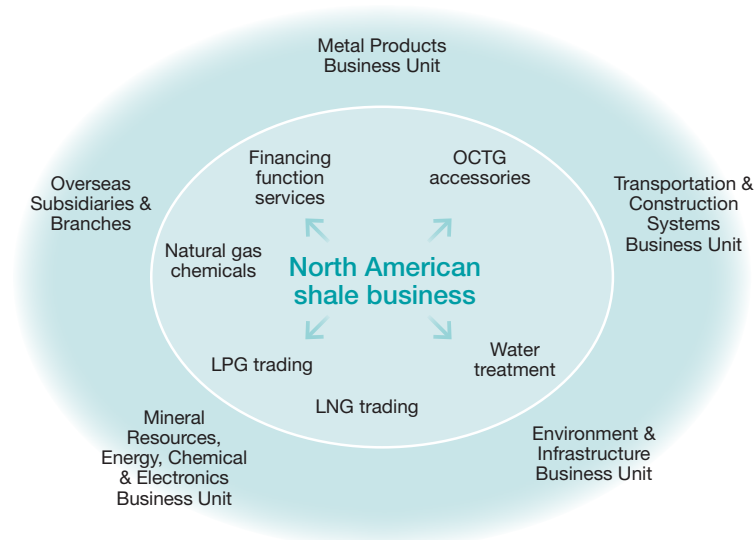 Metal Products
Business Unit
Financing
function
services
OCTG
accessories
Overseas
Subsidiaries &
Branches
Transportation &
Construction
Systems
Business Unit
Natural gas
chemicals
North American
shale business
LPG trading
LNG trading
Water
treatment
Mineral
Resources,
Energy, Chemical
& Electronics
Business Unit
Environment &
Infrastructure
Business Unit